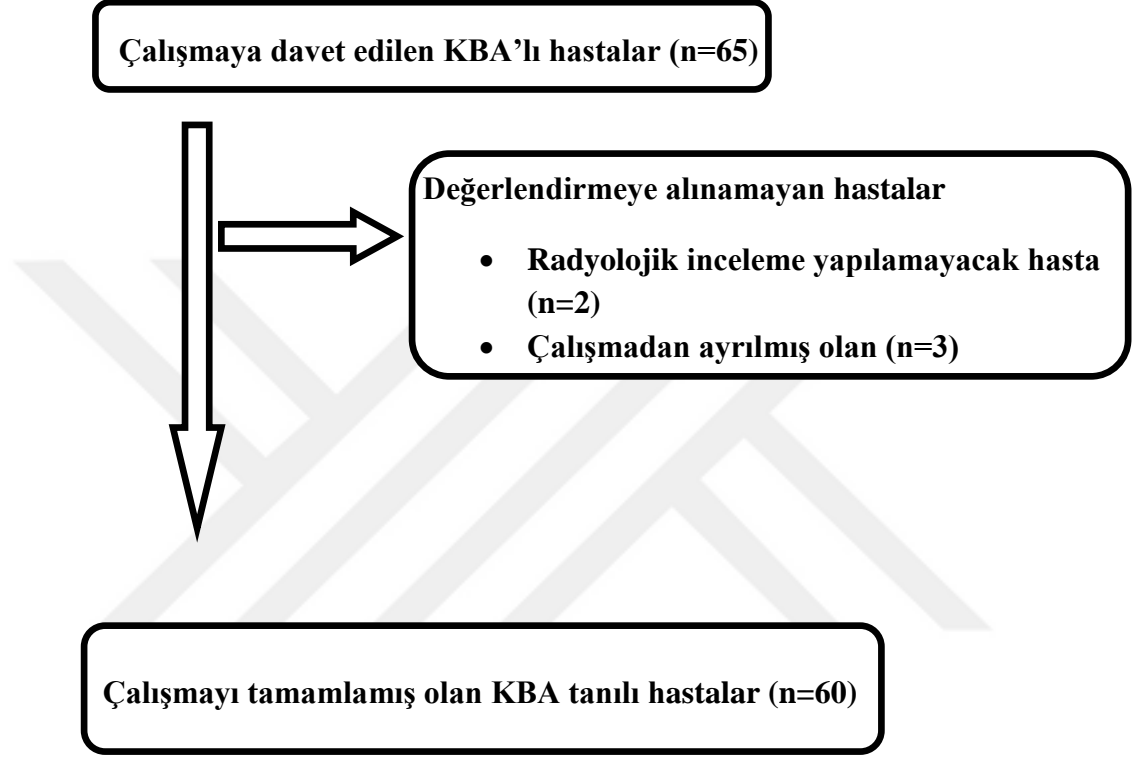 Çalışmaya davet edilen KBA’lı hastalar (n=65)
Değerlendirmeye alınamayan hastalar
• Radyolojik inceleme yapılamayacak hasta
(n=2)
• Çalışmadan ayrılmış olan (n=3)
Çalışmayı tamamlamış olan KBA tanılı hastalar (n=60)